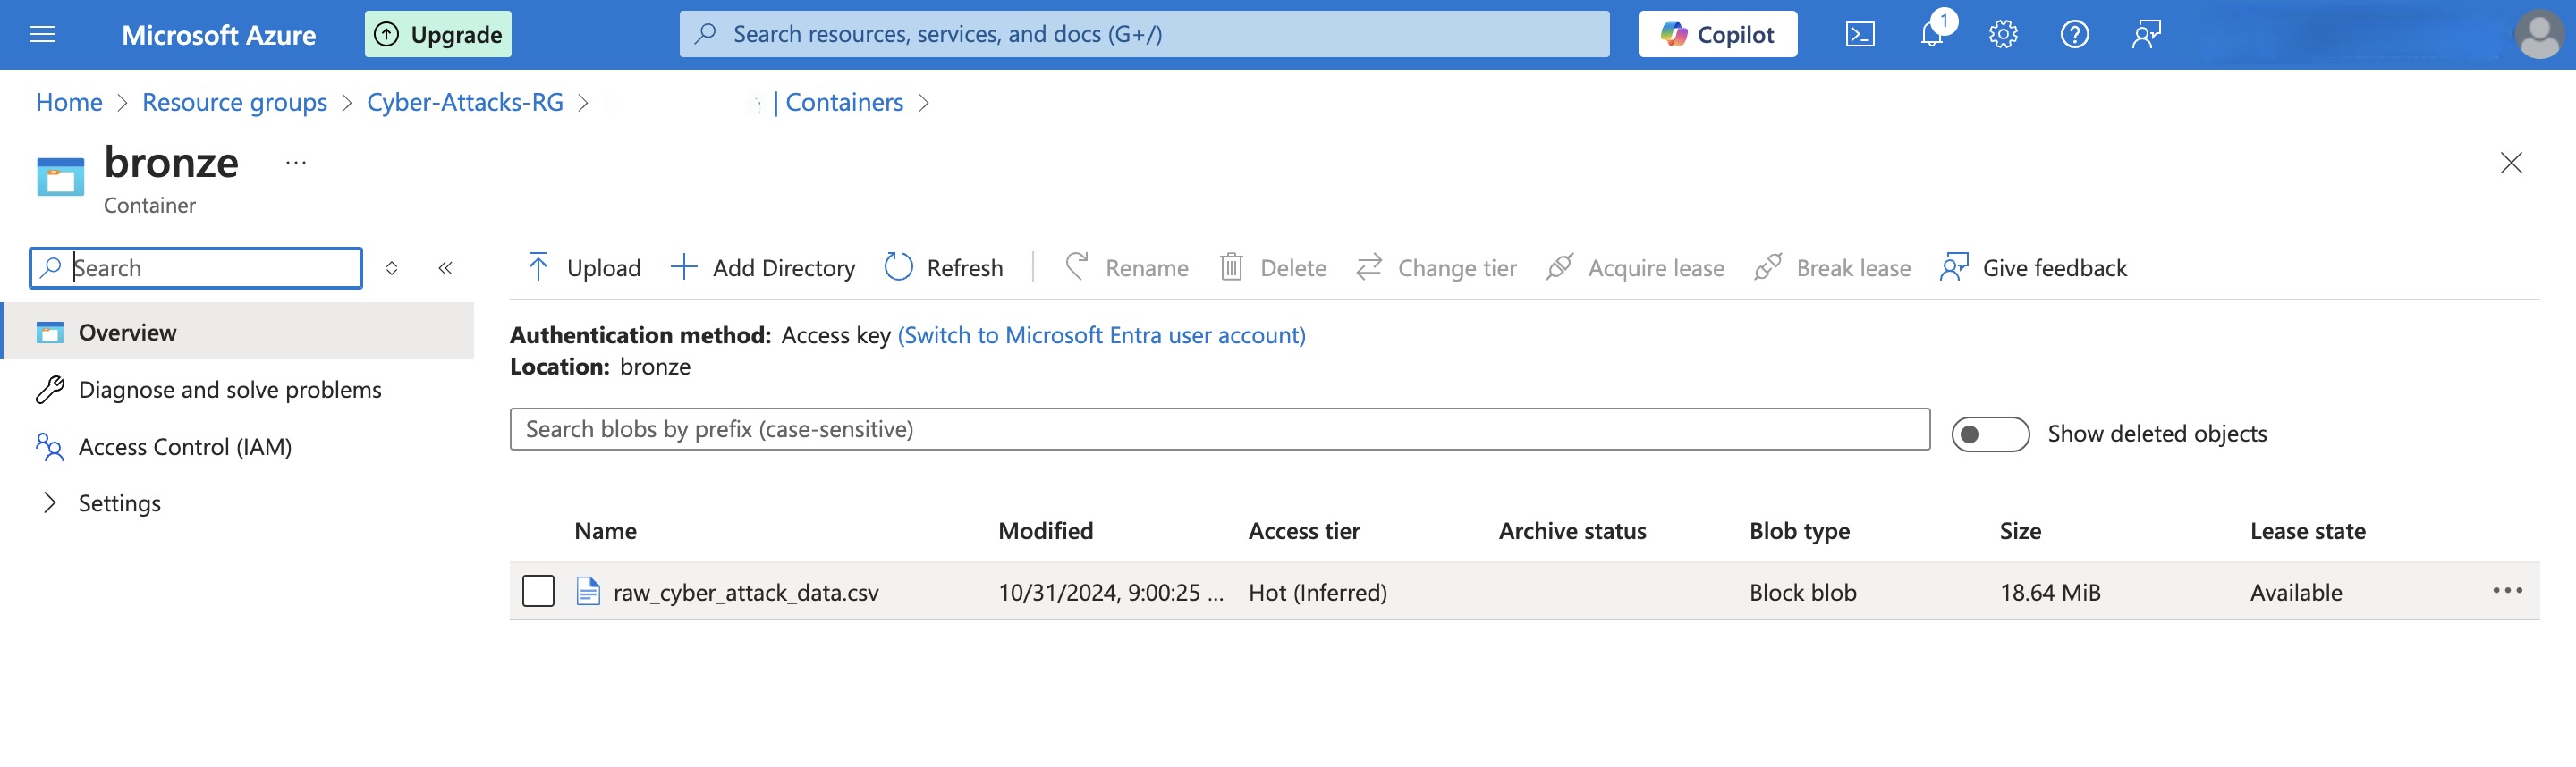 Microsoft Azure Upgrade Search resources, services, and docs (G+/) Copilot 1
Home > Resource groups > Cyber-Attacks-RG > | Containers >
bronze ...
Container
Search Upload Add Directory Refresh Rename Delete Change tier Acquire lease Break lease Give feedback
Overview
Diagnose and solve problems
Access Control (IAM)
Settings
Authentication method: Access key (Switch to Microsoft Entra user account)
Location: bronze
Search blobs by prefix (case-sensitive) Show deleted objects
Name Modified Access tier Archive status Blob type Size Lease state
raw_cyber_attack_data.csv 10/31/2024, 9:00:25 ... Hot (Inferred) Block blob 18.64 MiB Available ...